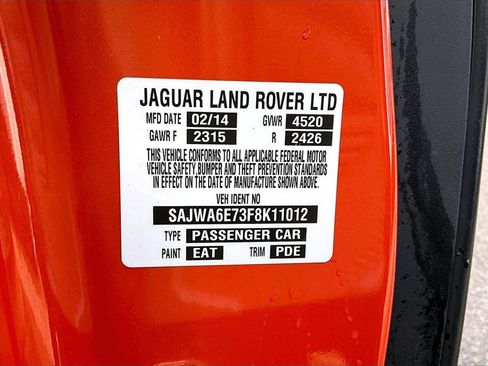 JAGUAR LAND ROVER LTD
MFD DATE 02/14 GVWR 4520
GAWR F 2315 R 2426
THIS VEHICLE CONFORMS TO ALL APPLICABLE FEDERAL MOTOR
VEHICLE SAFETY,BUMPER AND THEFT PREVENTION STANDARDS
IN EFFECT ON THE DATE OF MANUFACTURE SHOWN ABOVE.
VEH IDENT NO
SAJWA6E73F8K11012
TYPE PASSENGER CAR
PAINT EAT TRIM PDE